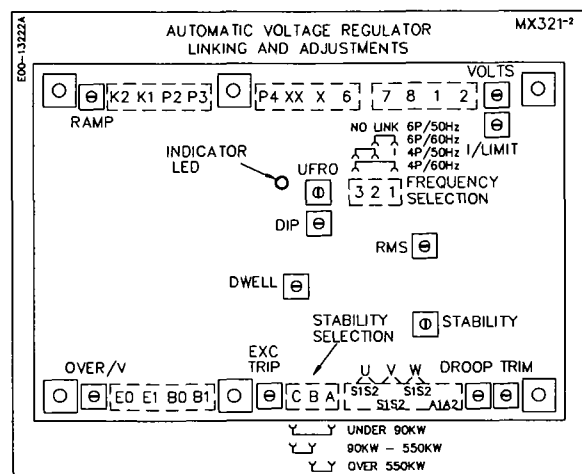 E00-13222A
AUTOMATIC VOLTAGE REGULATOR
LINKING AND ADJUSTMENTS
MX321-2
VOLTS
K2 K1 P2 P3
P4 XX X 6
7 8 1 2
RAMP
I/LIMIT
NO LINK 6P/50Hz
6P/60Hz
4P/50Hz
4P/60Hz
INDICATOR
LED
UFRO
3 2 1
FREQUENCY
SELECTION
DIP
RMS
DWELL
STABILITY
SELECTION
STABILITY
OVER/V
EXC
TRIP
U V W
DROOP TRIM
E0 E1 B0 B1
C B A
S1S2 S1S2
S1S2 A1A2
UNDER 90KW
90KW - 550KW
OVER 550KW